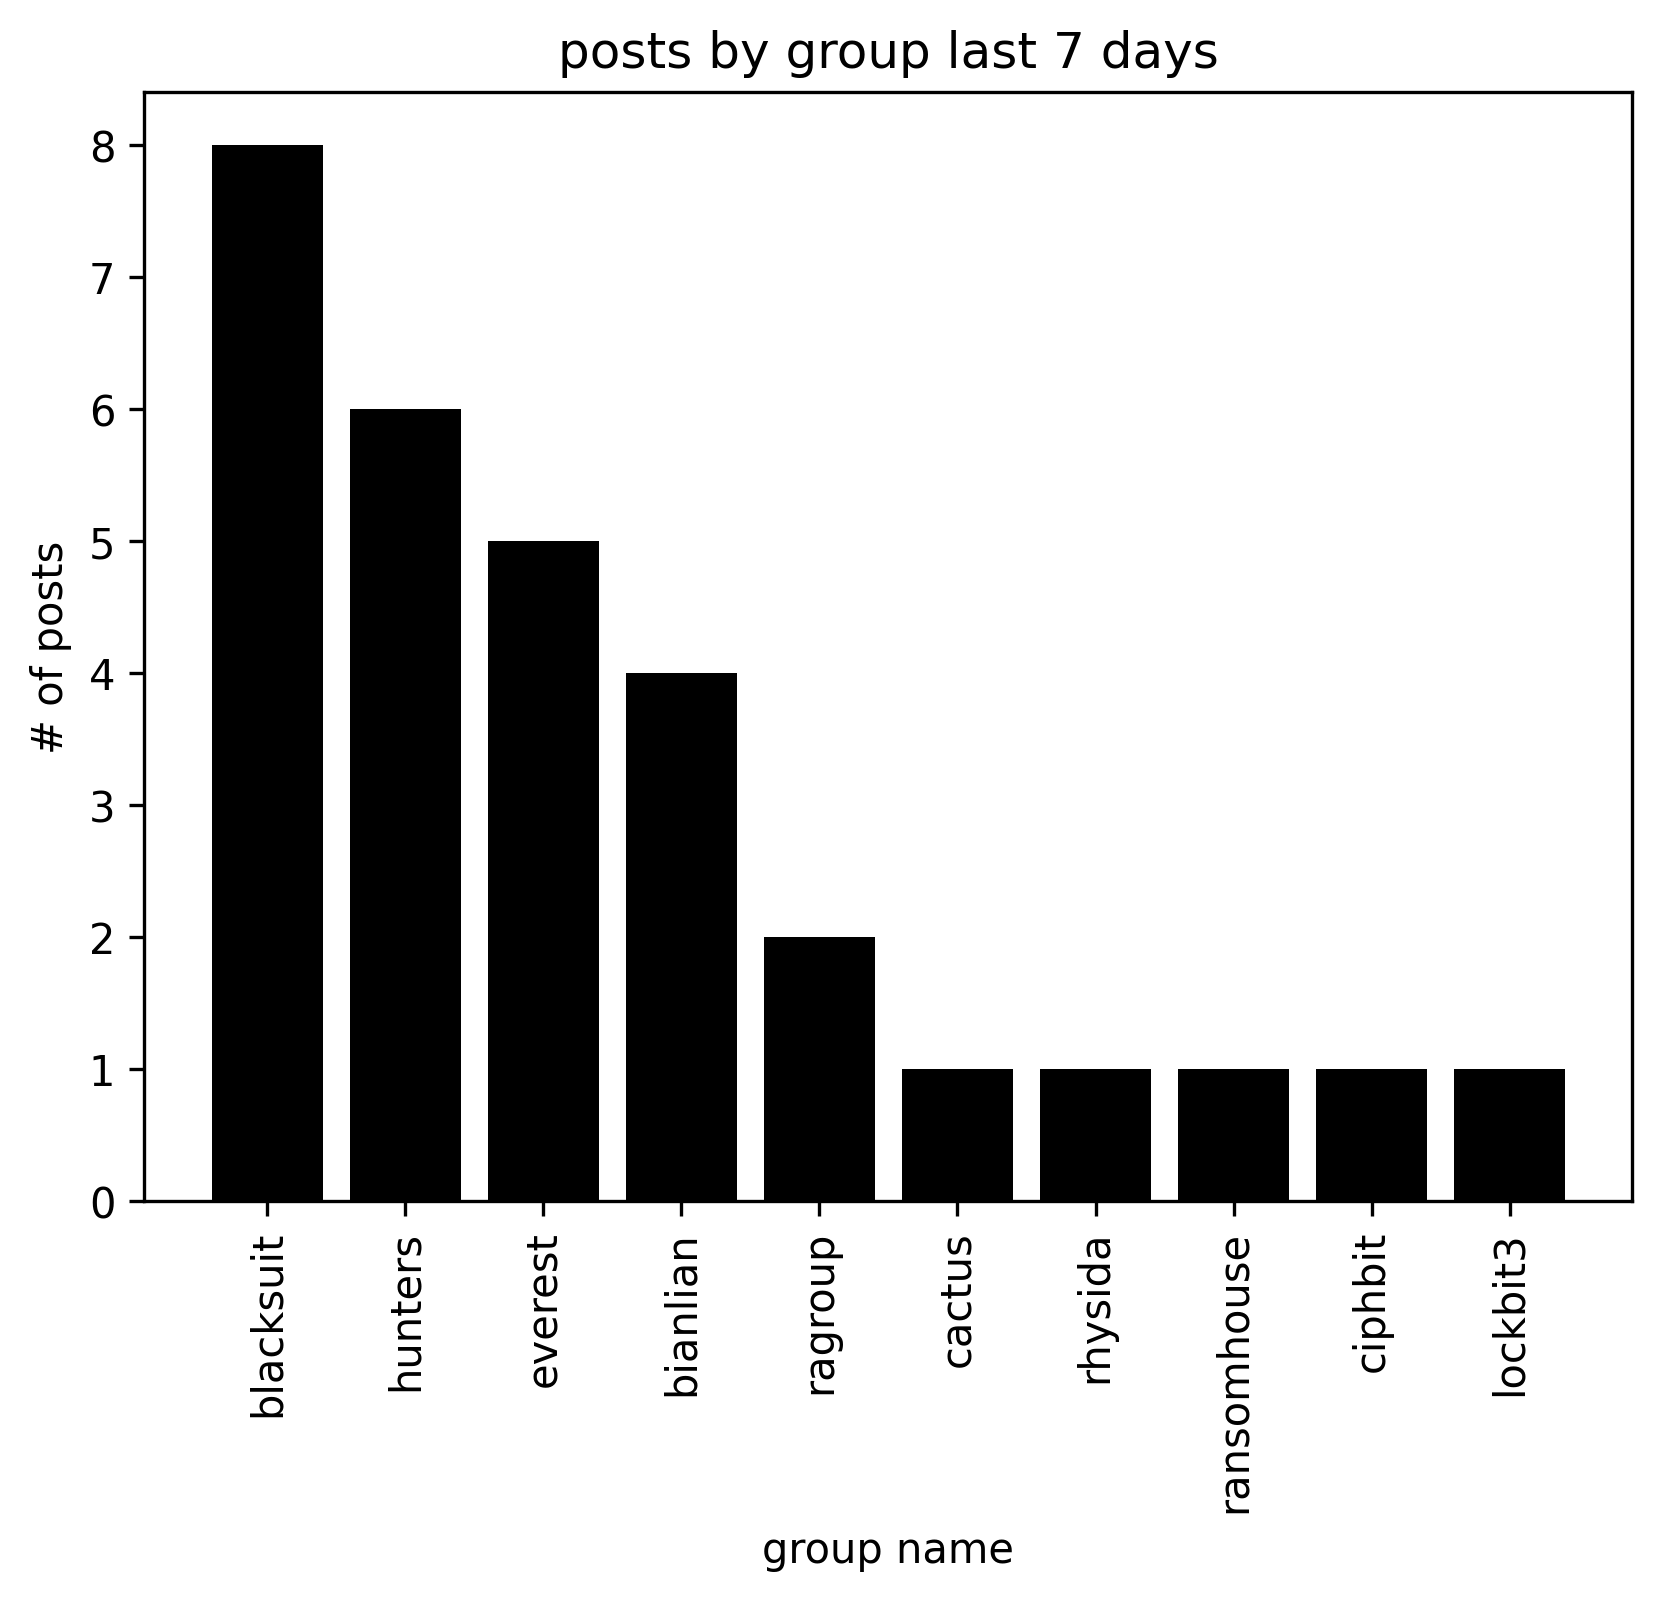 posts by group last 7 days
# of posts
8
7
6
5
4
3
2
1
0
blacksuit
hunters
everest
bianlian
ragroup
cactus
rhysida
ransomhouse
ciphbit
lockbit3
group name